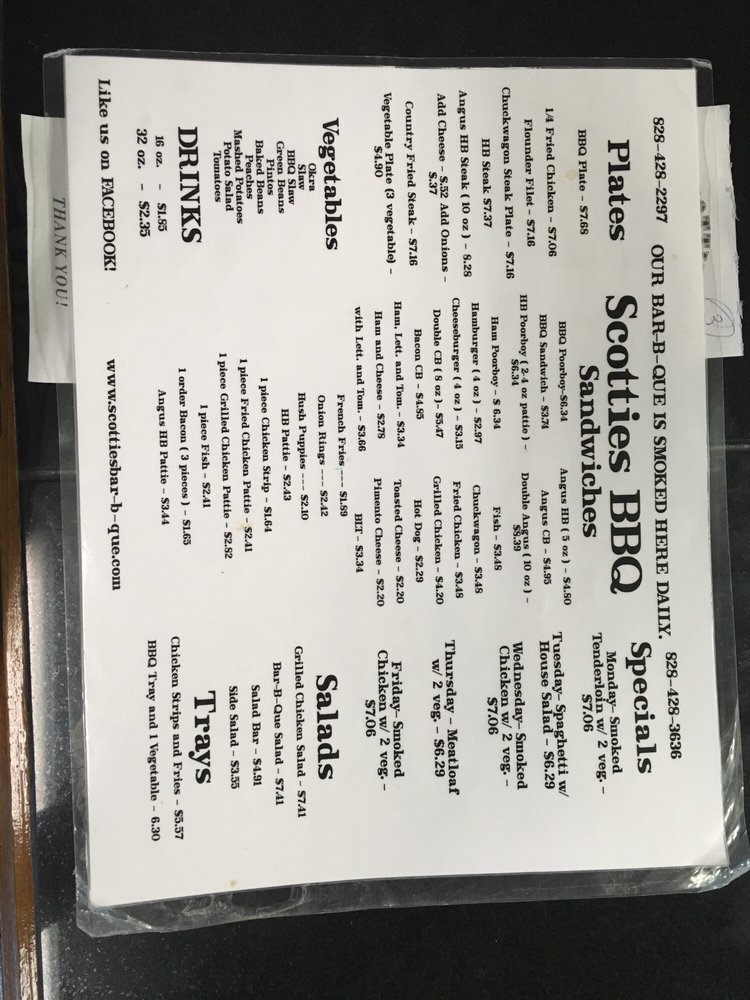 828-428-2297 OUR BAR-B-QUE IS SMOKED HERE DAILY. 828-428-3636
Scotties BBQ
Plates
BBQ Plate - $7.68
1/4 Fried Chicken - $7.06
Flounder Filet - $7.16
Chuckwagon Steak Plate - $7.16
HB Steak $7.37
Angus HB Steak ( 10 oz ) - 8.28
Add Cheese - $.52 Add Onions -
$.37
Country Fried Steak - $7.16
Vegetable Plate (3 vegetable) -
$4.90
Vegetables
Okra
Slaw
BBQ Slaw
Green Beans
Pintos
Baked Beans
Peaches
Mashed Potatoes
Potato Salad
Tomatoes
DRINKS
16 oz. - $1.85
32 oz. - $2.35
Like us on FACEBOOK!
Sandwiches
BBQ Poorboy-$6.34
BBQ Sandwich - $3.74
HB Poorboy ( 2-4 oz pattie ) -
$6.34
Ham Poorboy - $ 6.34
Hamburger ( 4 oz ) - $2.97
Cheeseburger ( 4 oz ) - $3.15
Double CB ( 8 oz )- $5.47
Bacon CB - $4.85
Ham, Lett. and Tom. - $3.34
Ham and Cheese - $2.78
with Lett. and Tom. - $3.66
Angus HB ( 5 oz ) - $4.80
Angus CB - $4.95
Double Angus ( 10 oz ) -
$8.39
Fish - $3.48
Chuckwagon - $3.48
Fried Chicken - $3.48
Grilled Chicken - $4.20
Hot Dog - $2.29
Toasted Cheese - $2.20
Pimento Cheese - $2.20
BLT - $3.34
French Fries ---- $1.89
Onion Rings ---- $2.42
Hush Puppies ---- $2.10
HB Pattie - $2.43
1 piece Chicken Strip - $1.64
1 piece Fried Chicken Pattie - $2.41
1 piece Grilled Chicken Pattie - $2.82
1 piece Fish - $2.41
1 order Bacon ( 3 pieces ) - $1.65
Angus HB Pattie - $3.44
www.scottiesbar-b-que.com
Specials
Monday- Smoked
Tenderloin w/ 2 veg. -
$7.06
Tuesday- Spaghetti w/
House Salad - $6.29
Wednesday- Smoked
Chicken w/ 2 veg. -
$7.06
Thursday - Meatloaf
w/ 2 veg. - $6.29
Friday- Smoked
Chicken w/ 2 veg. -
$7.06
Salads
Grilled Chicken Salad - $7.41
Bar-B-Que Salad - $7.41
Salad Bar - $4.91
Side Salad - $3.55
Trays
Chicken Strips and Fries - $5.57
BBQ Tray and 1 Vegetable - 6.30
THANK YOU!